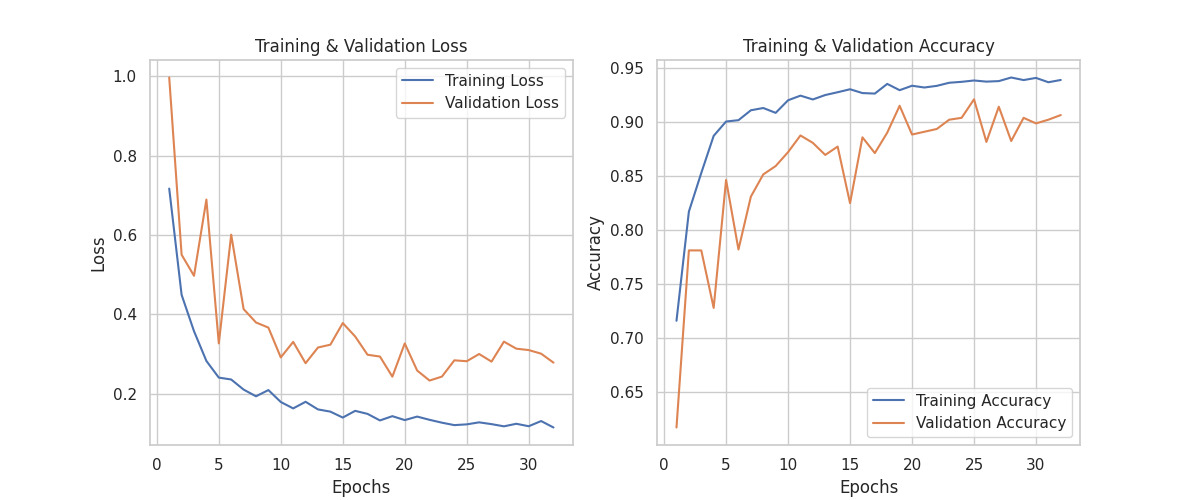 Training & Validation Loss
1.0
0.8
0.6
0.4
0.2
Loss
0 5 10 15 20 25 30
Epochs
Training Loss
Validation Loss
Training & Validation Accuracy
0.95
0.90
0.85
0.80
0.75
0.70
0.65
Accuracy
0 5 10 15 20 25 30
Epochs
Training Accuracy
Validation Accuracy